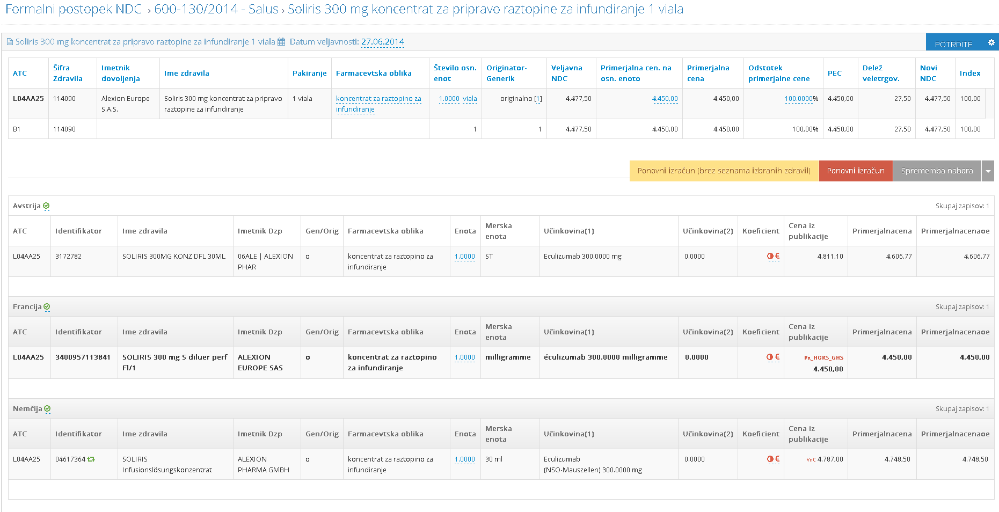 Formalni postopek NDC › 600-130/2014 - Salus › Soliris 300 mg koncentrat za pripravo raztopine za infundiranje 1 viala
Soliris 300 mg koncentrat za pripravo raztopine za infundiranje 1 viala Datum veljavnosti: 27.06.2014 POTRDITE
ATC Šifra Zdravila Imetnik dovoljenja Ime zdravila Pakiranje Farmacevtska oblika Število osn. enot Originator-Generik Veljavna NDC Primerjalna cen. na osn. enoto Primerjalna cena Odstotek primerjalne cene PEC Delež veletrgov. Novi NDC Index
L04AA25 114090 Alexion Europe S.A.S. Soliris 300 mg koncentrat za pripravo raztopine za infundiranje 1 viala koncentrat za raztopino za infundiranje 1.0000 viala originalno [1] 4.477,50 4.450,00 4.450,00 100.0000% 4.450,00 27,50 4.477,50 100,00
B1 114090 1 1 4.477,50 4.450,00 4.450,00 100,00% 4.450,00 27,50 4.477,50 100,00
Ponovni izračun (brez seznama izbranih zdravil) Ponovni izračun Sprememba nabora
Avstrija Skupaj zapisov: 1
ATC Identifikator Ime zdravila Imetnik Dzp Gen/Orig Farmacevtska oblika Enota Merska enota Učinkovina(1) Učinkovina(2) Koeficient Cena iz publikacije Primerjalnacena Primerjalnacenaoe
L04AA25 3172782 SOLIRIS 300MG KONZ DFL 30ML 06ALE | ALEXION PHAR o koncentrat za raztopino za infundiranje 1.0000 ST Eculizumab 300.0000 mg 0.0000 € 4.811,10 4.606,77 4.606,77
Francija Skupaj zapisov: 1
ATC Identifikator Ime zdravila Imetnik Dzp Gen/Orig Farmacevtska oblika Enota Merska enota Učinkovina(1) Učinkovina(2) Koeficient Cena iz publikacije Primerjalnacena Primerjalnacenaoe
L04AA25 3400957113841 SOLIRIS 300 mg S diluer perf Fl/1 ALEXION EUROPE SAS o koncentrat za raztopino za infundiranje 1.0000 milligramme éculizumab 300.0000 milligramme 0.0000 € Px_HORS_GHS 4.450,00 4.450,00 4.450,00
Nemčija Skupaj zapisov: 1
ATC Identifikator Ime zdravila Imetnik Dzp Gen/Orig Farmacevtska oblika Enota Merska enota Učinkovina(1) Učinkovina(2) Koeficient Cena iz publikacije Primerjalnacena Primerjalnacenaoe
L04AA25 04617364 SOLIRIS Infusionslösungskonzentrat ALEXION PHARMA GMBH o koncentrat za raztopino za infundiranje 1.0000 30 ml Eculizumab (NSO-Mauszellen) 300.0000 mg 0.0000 € VnC 4.787,00 4.748,50 4.748,50